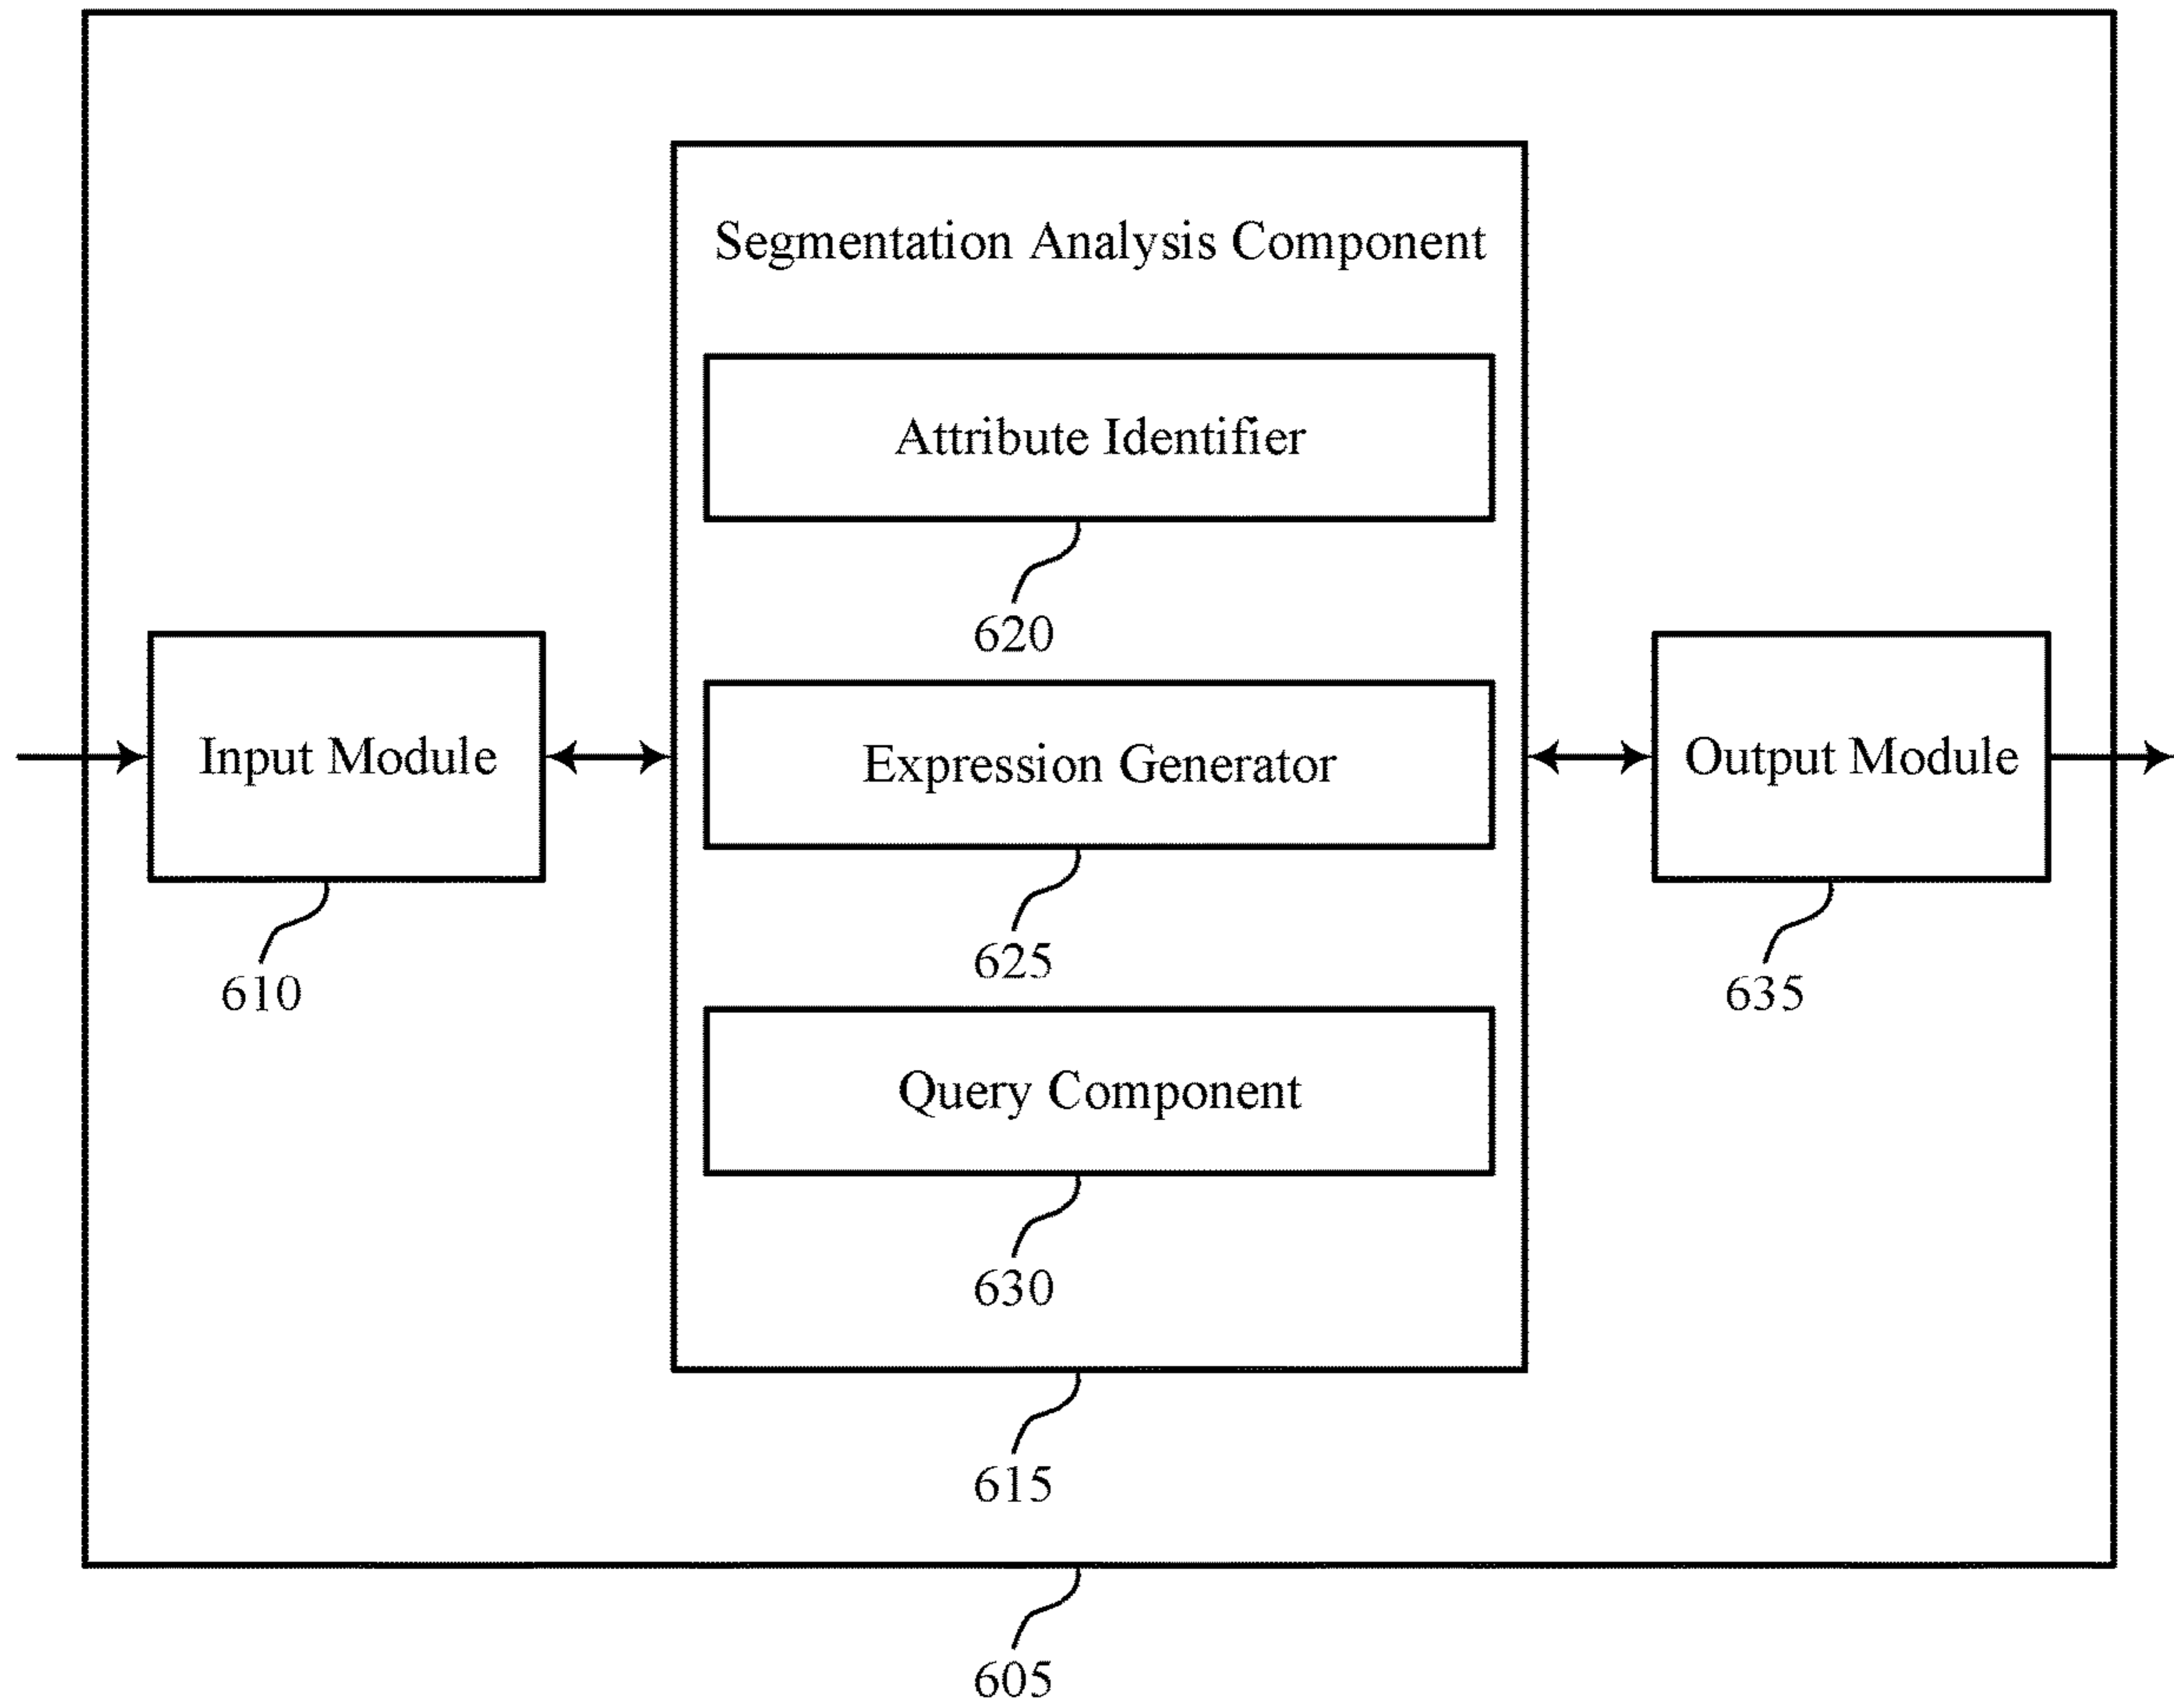 Segmentation Analysis Component
Attribute Identifier
620
Input Module
610
Expression Generator
625
Output Module
635
Query Component
630
615
605